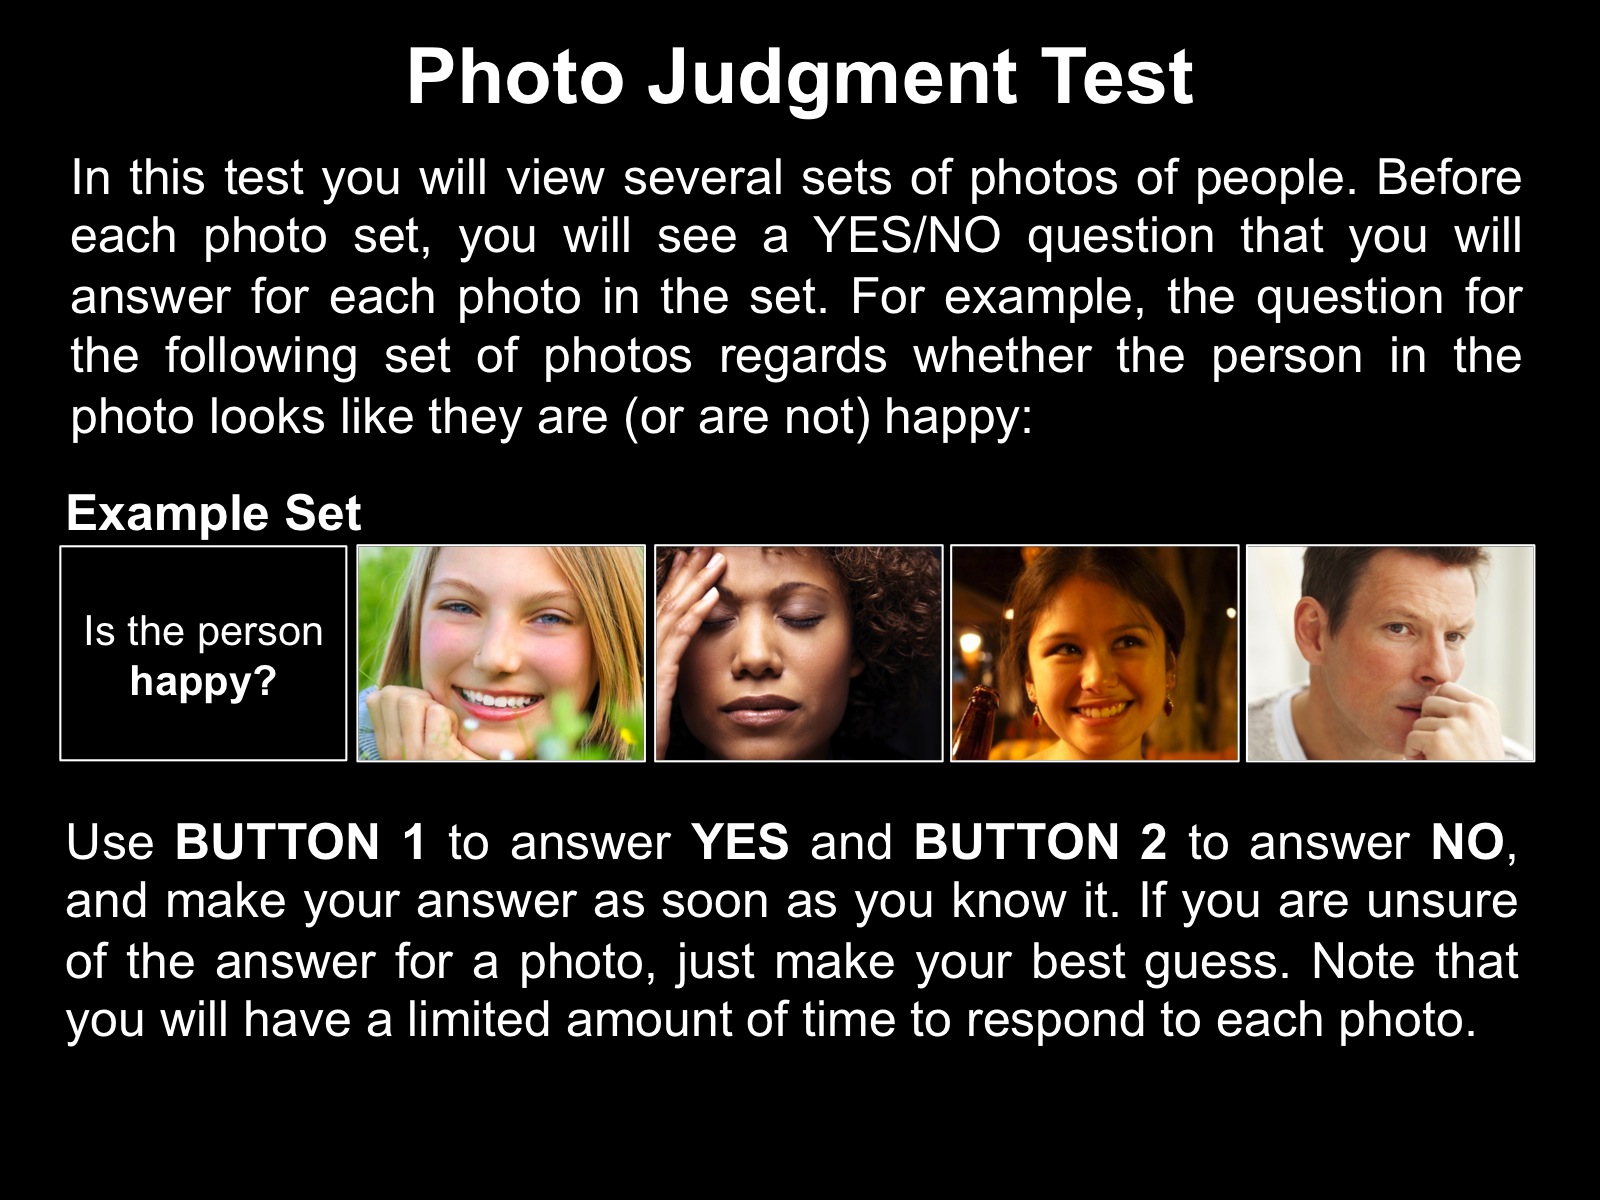 Photo Judgment Test
In this test you will view several sets of photos of people. Before
each photo set, you will see a YES/NO question that you will
answer for each photo in the set. For example, the question for
the following set of photos regards whether the person in the
photo looks like they are (or are not) happy:
Example Set
Is the person
happy?
Use BUTTON 1 to answer YES and BUTTON 2 to answer NO,
and make your answer as soon as you know it. If you are unsure
of the answer for a photo, just make your best guess. Note that
you will have a limited amount of time to respond to each photo.